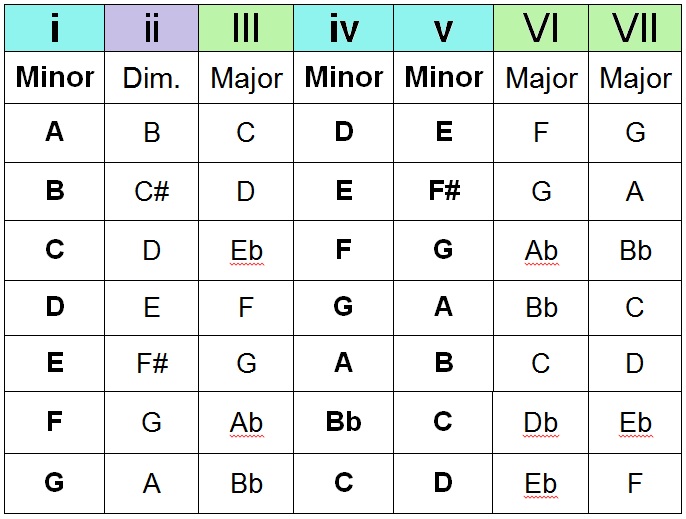 i ii III iv v VI VII
Minor Dim. Major Minor Minor Major Major
A B C D E F G
B C# D E F# G A
C D Eb F G Ab Bb
D E F G A Bb C
E F# G A B C D
F G Ab Bb C Db Eb
G A Bb C D Eb F